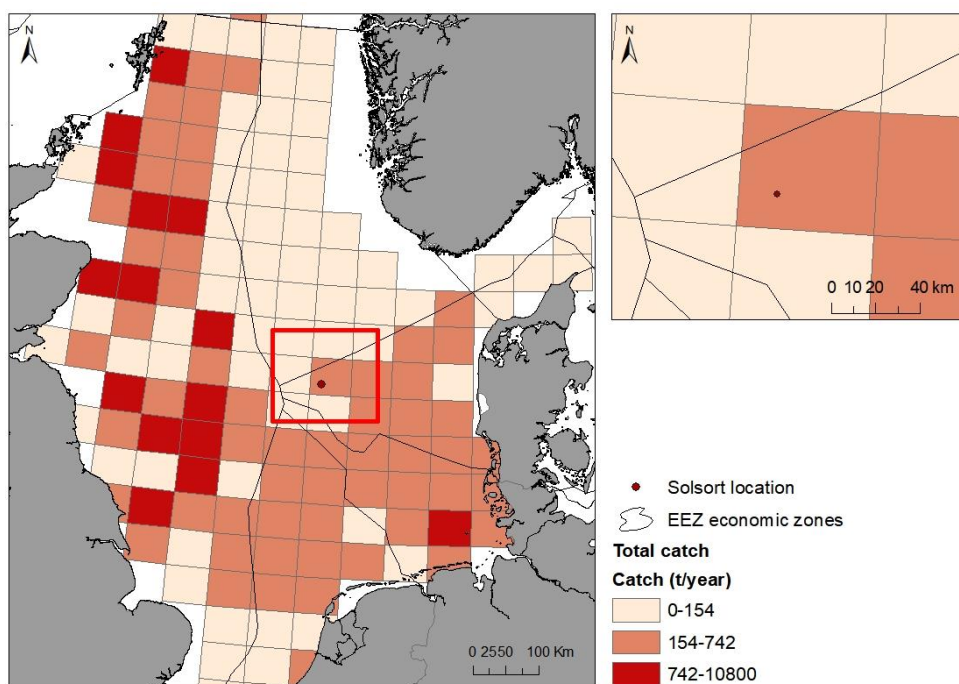 N
0 2550 100 Km
N
0 10 20 40 km
Solsort location
EEZ economic zones
Total catch
Catch (t/year)
0-154
154-742
742-10800